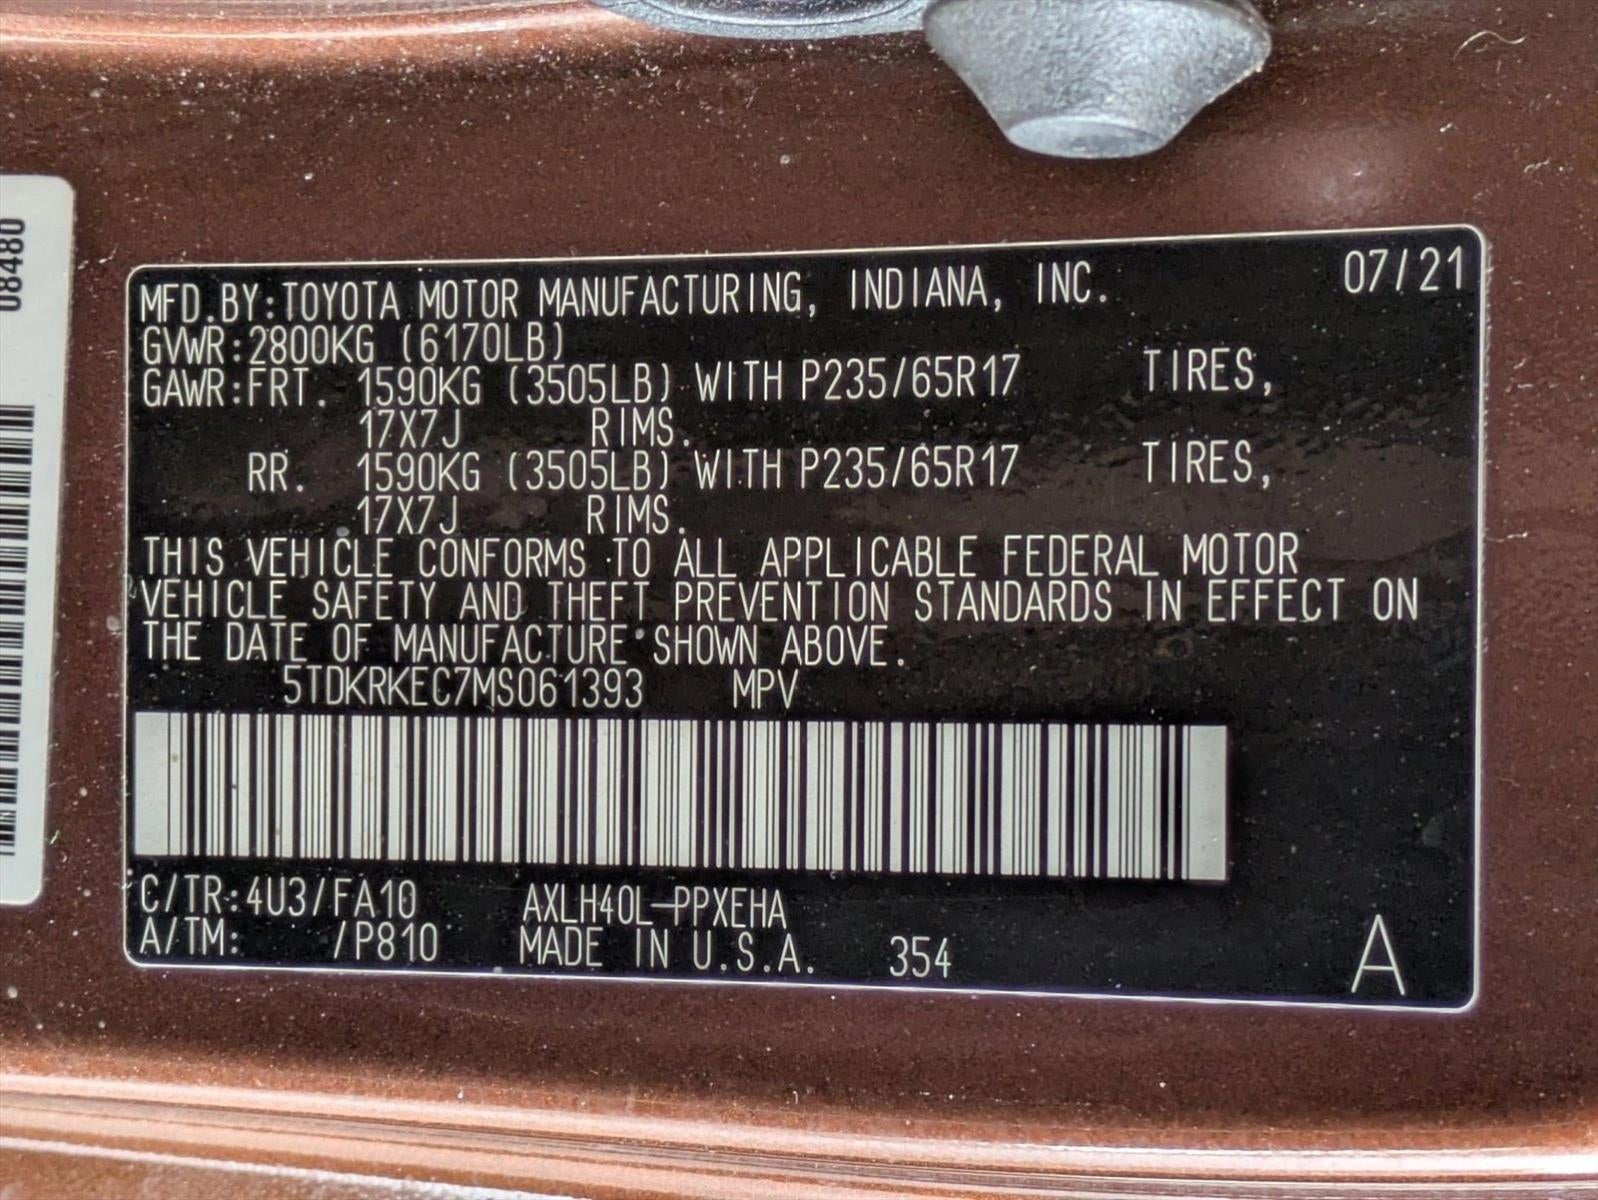 08480
MFD.BY:TOYOTA MOTOR MANUFACTURING, INDIANA, INC. 07/21
GVWR:2800KG (6170LB)
GAWR:FRT. 1590KG (3505LB) WITH P235/65R17 TIRES,
17X7J RIMS.
RR. 1590KG (3505LB) WITH P235/65R17 TIRES,
17X7J RIMS.
THIS VEHICLE CONFORMS TO ALL APPLICABLE FEDERAL MOTOR
VEHICLE SAFETY AND THEFT PREVENTION STANDARDS IN EFFECT ON
THE DATE OF MANUFACTURE SHOWN ABOVE.
5TDKRKEC7MS061393 MPV
C/TR:4U3/FA10 AXLH40L-PPXEHA
A/TM: /P810 MADE IN U.S.A. 354 A